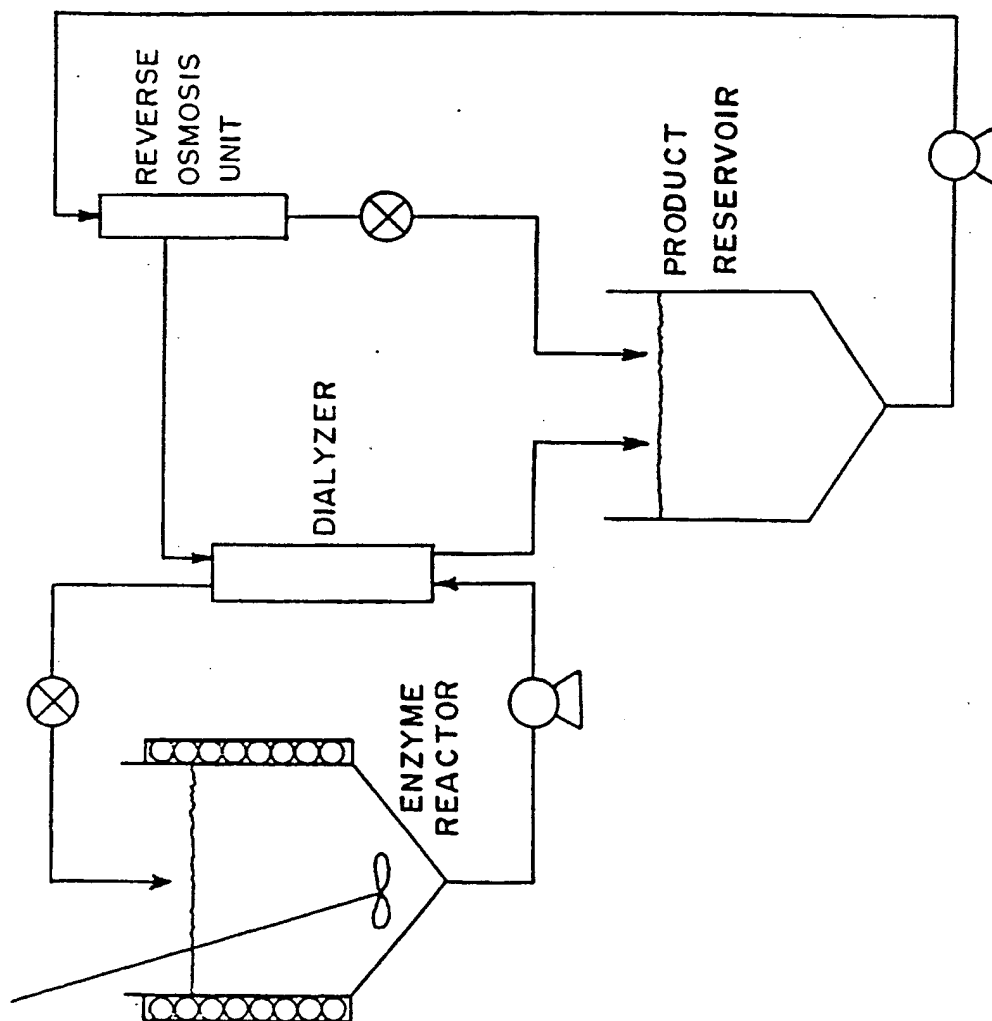 REVERSE
OSMOSIS
UNIT
DIALYZER
PRODUCT
RESERVOIR
ENZYME
REACTOR